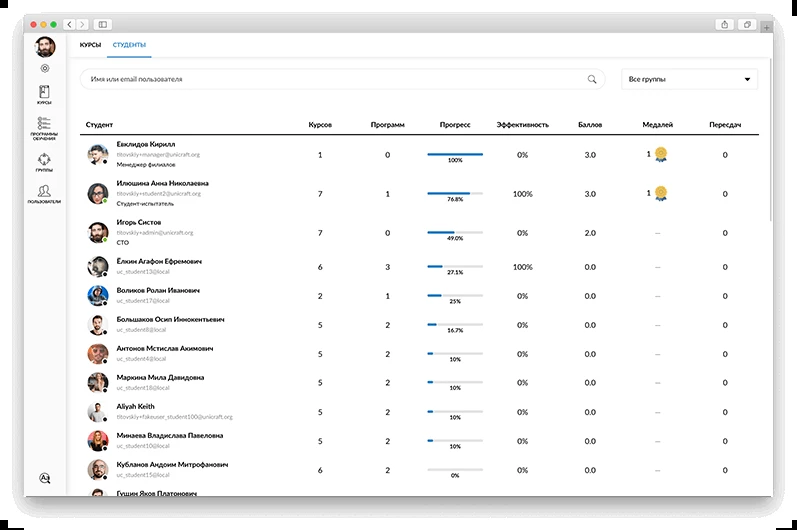 КУРСЫ СТУДЕНТЫ
Имя или email пользователя
Все группы
КУРСЫ
ПРОГРАММЫ
ОБУЧЕНИЯ
ГРУППЫ
ПОЛЬЗОВАТЕЛИ
Студент Курсов Программ Прогресс Эффективность Баллов Медалей Пересдач
Евклидов Кирилл
titovskiy+manager@unicraft.org
Менеджер филиалов
1 0 100% 0% 3.0 1 0
Илюшина Анна Николаевна
titovskiy+student2@unicraft.org
Студент-испытатель
7 1 76.8% 100% 3.0 1 0
Игорь Систов
titovskiy+admin@unicraft.org
СТО
7 0 49.0% 0% 2.0 — 0
Ёлкин Агафон Ефремович
uc_student13@local
6 3 27.1% 100% 0.0 — 0
Воликов Ролан Иванович
uc_student17@local
2 1 25% 0% 0.0 — 0
Большаков Осип Иннокентьевич
uc_student8@local
5 2 16.7% 0% 0.0 — 0
Антонов Мстислав Акимович
uc_student4@local
5 2 10% 0% 0.0 — 0
Маркина Мила Давидовна
uc_student18@local
5 2 10% 0% 0.0 — 0
Aliyah Keith
titovskiy+fakeuser_student100@unicraft.org
5 2 10% 0% 0.0 — 0
Минаева Владислава Павловна
uc_student10@local
5 2 10% 0% 0.0 — 0
Кубланов Андоим Митрофанович
uc_student15@local
6 2 0% 0% 0.0 — 0
Гущин Яков Платонович